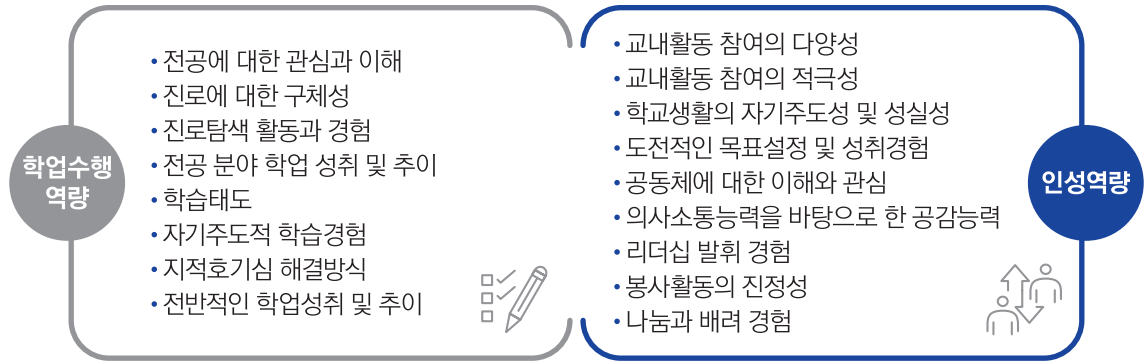 학업수행
역량
• 전공에 대한 관심과 이해
• 진로에 대한 구체성
• 진로탐색 활동과 경험
• 전공 분야 학업 성취 및 추이
• 학습태도
• 자기주도적 학습경험
• 지적호기심 해결방식
• 전반적인 학업성취 및 추이
• 교내활동 참여의 다양성
• 교내활동 참여의 적극성
• 학교생활의 자기주도성 및 성실성
• 도전적인 목표설정 및 성취경험
• 공동체에 대한 이해와 관심
• 의사소통능력을 바탕으로 한 공감능력
• 리더십 발휘 경험
• 봉사활동의 진정성
• 나눔과 배려 경험
인성역량